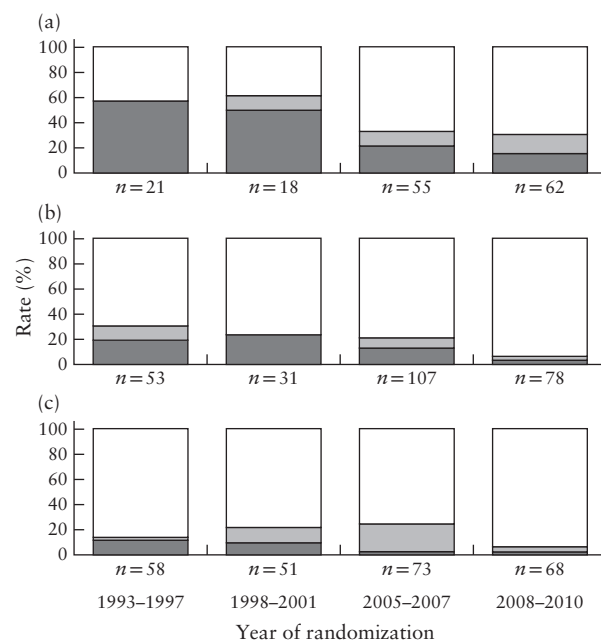 (a)
100
80
60
40
20
0
n=21 n=18 n=55 n=62
(b)
100
80
60
40
20
0
n=53 n=31 n=107 n=78
Rate (%)
(c)
100
80
60
40
20
0
n=58 n=51 n=73 n=68
1993–1997 1998–2001 2005–2007 2008–2010
Year of randomization